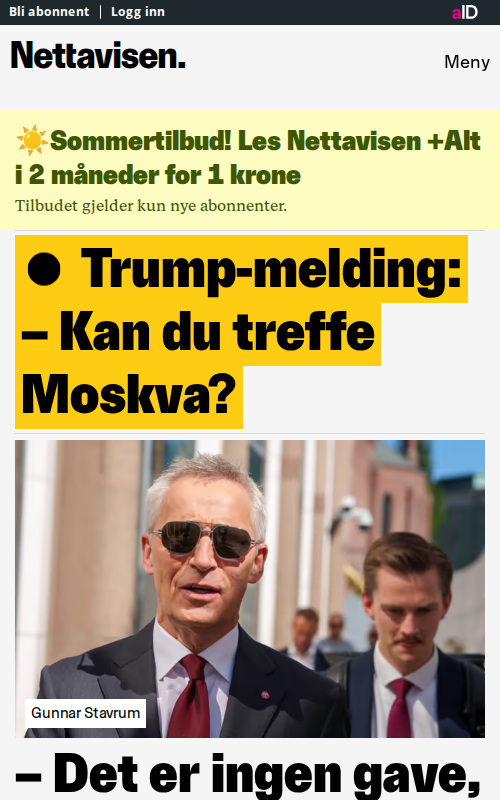 Bli abonnent | Logg inn
aID
Nettavisen.
Meny
☀️Sommertilbud! Les Nettavisen +Alt
i 2 måneder for 1 krone
Tilbudet gjelder kun nye abonnenter.
● Trump-melding:
– Kan du treffe
Moskva?
Gunnar Stavrum
– Det er ingen gave,